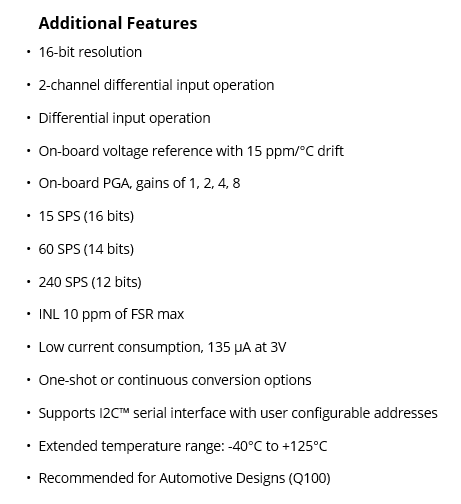 Additional Features
• 16-bit resolution
• 2-channel differential input operation
• Differential input operation
• On-board voltage reference with 15 ppm/°C drift
• On-board PGA, gains of 1, 2, 4, 8
• 15 SPS (16 bits)
• 60 SPS (14 bits)
• 240 SPS (12 bits)
• INL 10 ppm of FSR max
• Low current consumption, 135 µA at 3V
• One-shot or continuous conversion options
• Supports I2C™ serial interface with user configurable addresses
• Extended temperature range: -40°C to +125°C
• Recommended for Automotive Designs (Q100)